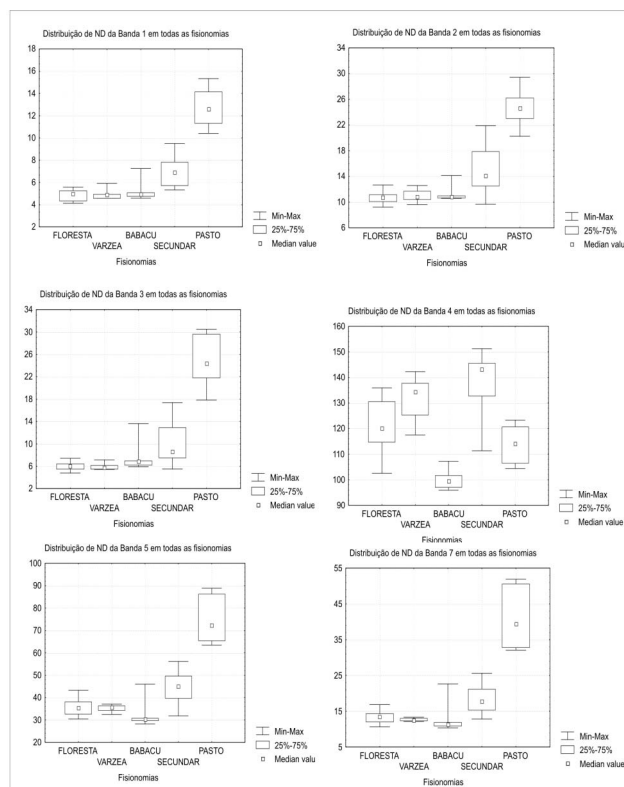 Distribuição de ND da Banda 1 em todas as fisionomias
18
16
14
12
10
8
6
4
2
FLORESTA BABACU PASTO
VARZEA SECUNDAR
Fisionomias
Min-Max
25%-75%
Median value
Distribuição de ND da Banda 2 em todas as fisionomias
34
30
26
22
18
14
10
6
FLORESTA BABACU PASTO
VARZEA SECUNDAR
Fisionomias
Min-Max
25%-75%
Median value
Distribuição de ND da Banda 3 em todas as fisionomias
34
30
26
22
18
14
10
6
2
FLORESTA BABACU PASTO
VARZEA SECUNDAR
Fisionomias
Min-Max
25%-75%
Median value
Distribuição de ND da Banda 4 em todas as fisionomias
160
150
140
130
120
110
100
90
FLORESTA BABACU PASTO
VARZEA SECUNDAR
Fisionomias
Min-Max
25%-75%
Median value
Distribuição de ND da Banda 5 em todas as fisionomias
100
90
80
70
60
50
40
30
20
FLORESTA BABACU PASTO
VARZEA SECUNDAR
Fisionomias
Min-Max
25%-75%
Median value
Distribuição de ND da Banda 7 em todas as fisionomias
55
45
35
25
15
5
FLORESTA BABACU PASTO
VARZEA SECUNDAR
Fisionomias
Min-Max
25%-75%
Median value